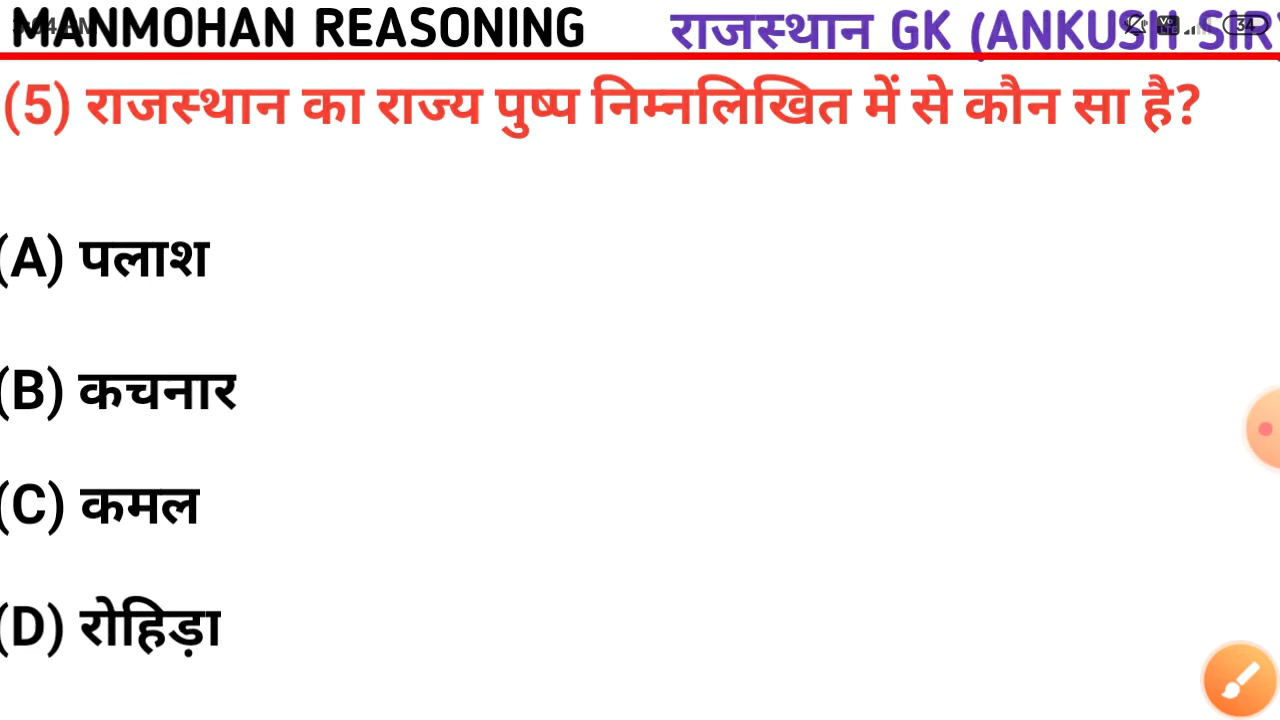 MANMOHAN REASONING राजस्थान GK (ANKUSH SIR)
(5) राजस्थान का राज्य पुष्प निम्नलिखित में से कौन सा है?
(A) पलाश
(B) कचनार
(C) कमल
(D) रोहिड़ा